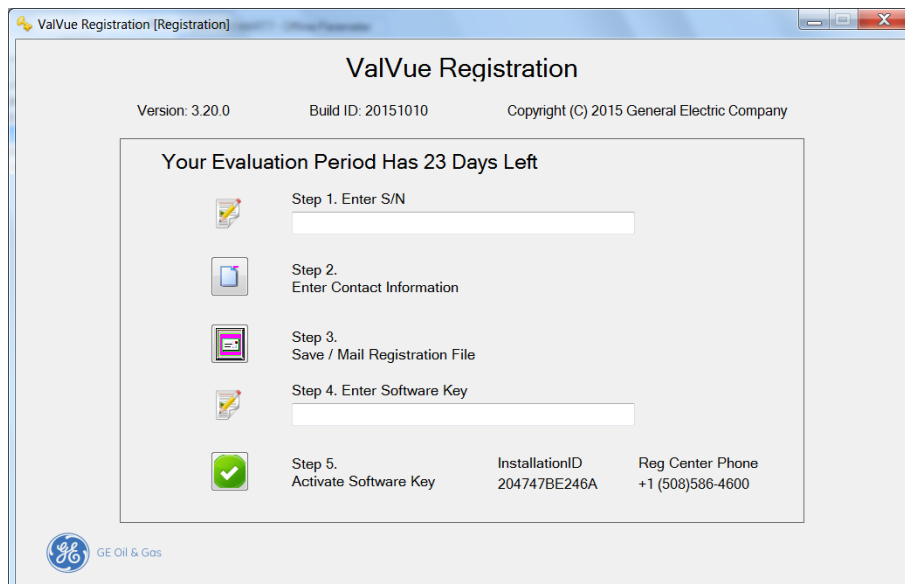 ValVue Registration [Registration]
ValVue Registration
Version: 3.20.0 Build ID: 20151010 Copyright (C) 2015 General Electric Company
Your Evaluation Period Has 23 Days Left
Step 1. Enter S/N
Step 2.
Enter Contact Information
Step 3.
Save / Mail Registration File
Step 4. Enter Software Key
Step 5. InstallationID Reg Center Phone
Activate Software Key 204747BE246A +1 (508)586-4600
GE Oil & Gas